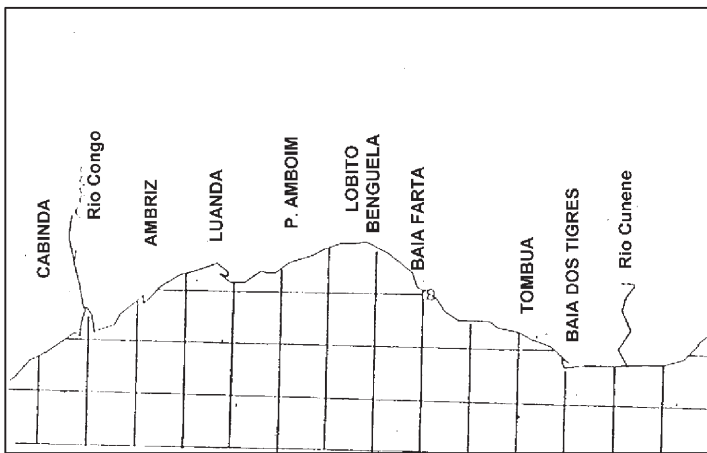 CABINDA
Rio Congo
AMBRIZ
LUANDA
P. AMBOIM
LOBITO
BENGUELA
BAIA FARTA
TOMBUA
BAIA DOS TIGRES
Rio Cunene